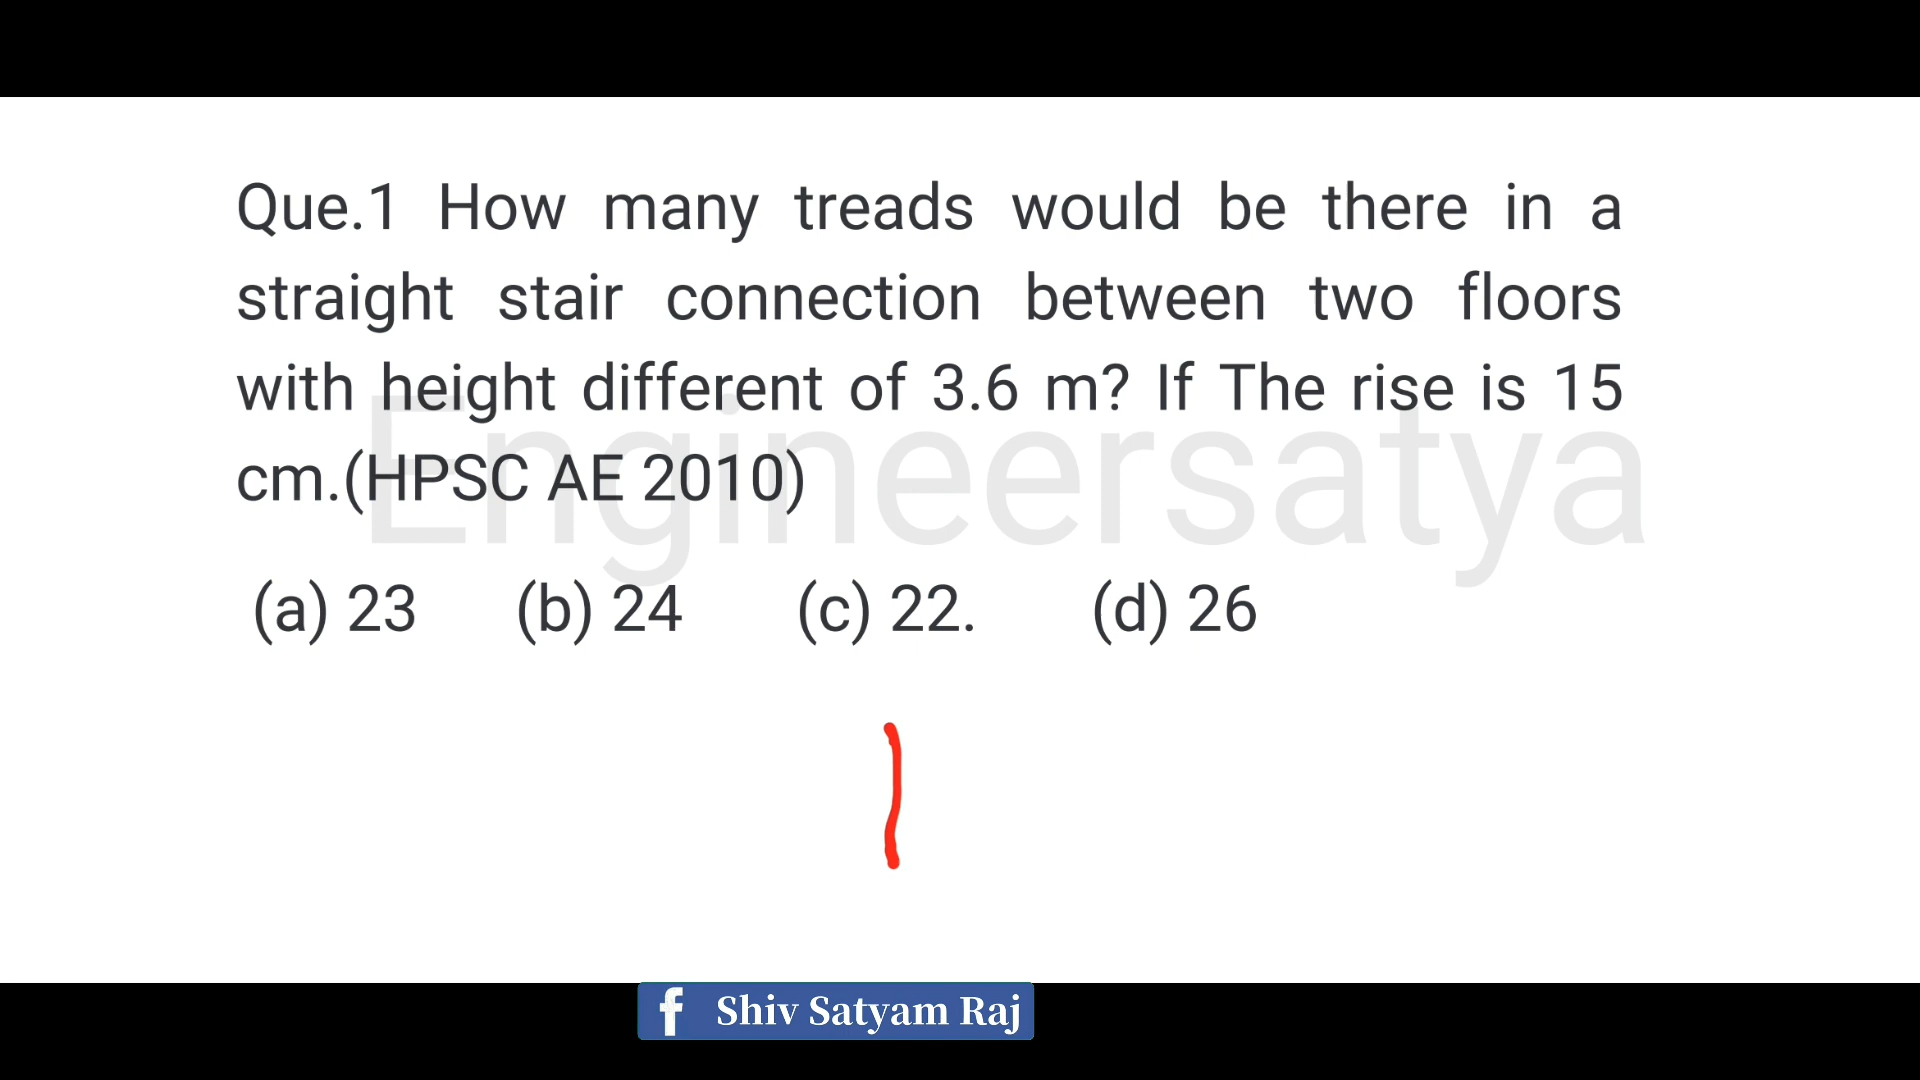 Que.1 How many treads would be there in a
straight stair connection between two floors
with height different of 3.6 m? If The rise is 15
cm.(HPSC AE 2010)
Engineersatya
(a) 23 (b) 24 (c) 22. (d) 26
f Shiv Satyam Raj